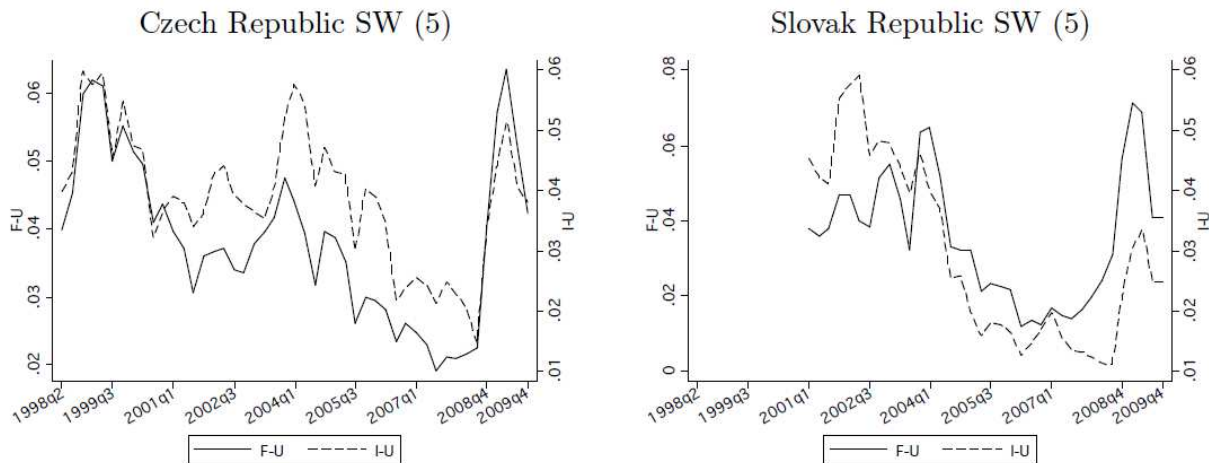 Czech Republic SW (5)
F-U
.02
.03
.04
.05
.06
I-U
.01
.02
.03
.04
.05
.06
1998q2
1999q3
2001q1
2002q3
2004q1
2005q3
2007q1
2008q4
2009q4
F-U
I-U
Slovak Republic SW (5)
F-U
0
.02
.04
.06
.08
I-U
.01
.02
.03
.04
.05
.06
1998q2
1999q3
2001q1
2002q3
2004q1
2005q3
2007q1
2008q4
2009q4
F-U
I-U